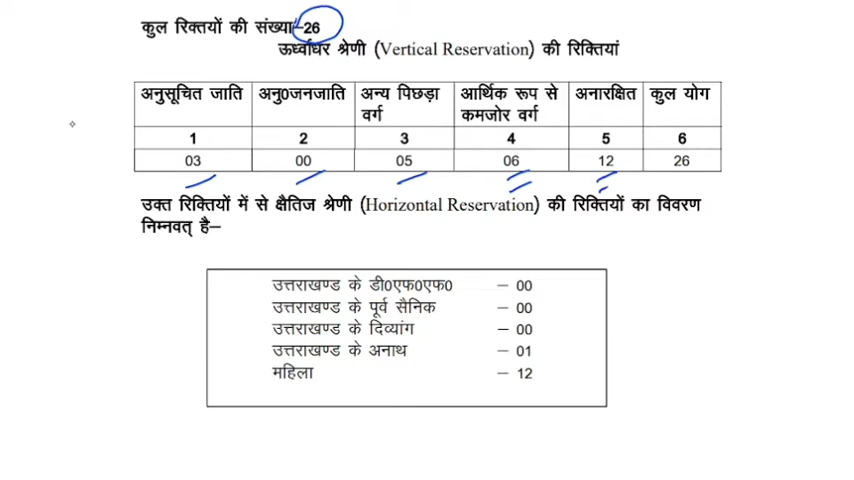 कुल रिक्तियों की संख्या–26
ऊर्ध्वाधर श्रेणी (Vertical Reservation) की रिक्तियां
अनुसूचित जाति अनु0जनजाति अन्य पिछड़ा वर्ग आर्थिक रूप से कमजोर वर्ग अनारक्षित कुल योग
1 2 3 4 5 6
03 00 05 06 12 26
उक्त रिक्तियों में से क्षैतिज श्रेणी (Horizontal Reservation) की रिक्तियों का विवरण
निम्नवत् है–
उत्तराखण्ड के डी0एफ0एफ0 – 00
उत्तराखण्ड के पूर्व सैनिक – 00
उत्तराखण्ड के दिव्यांग – 00
उत्तराखण्ड के अनाथ – 01
महिला – 12